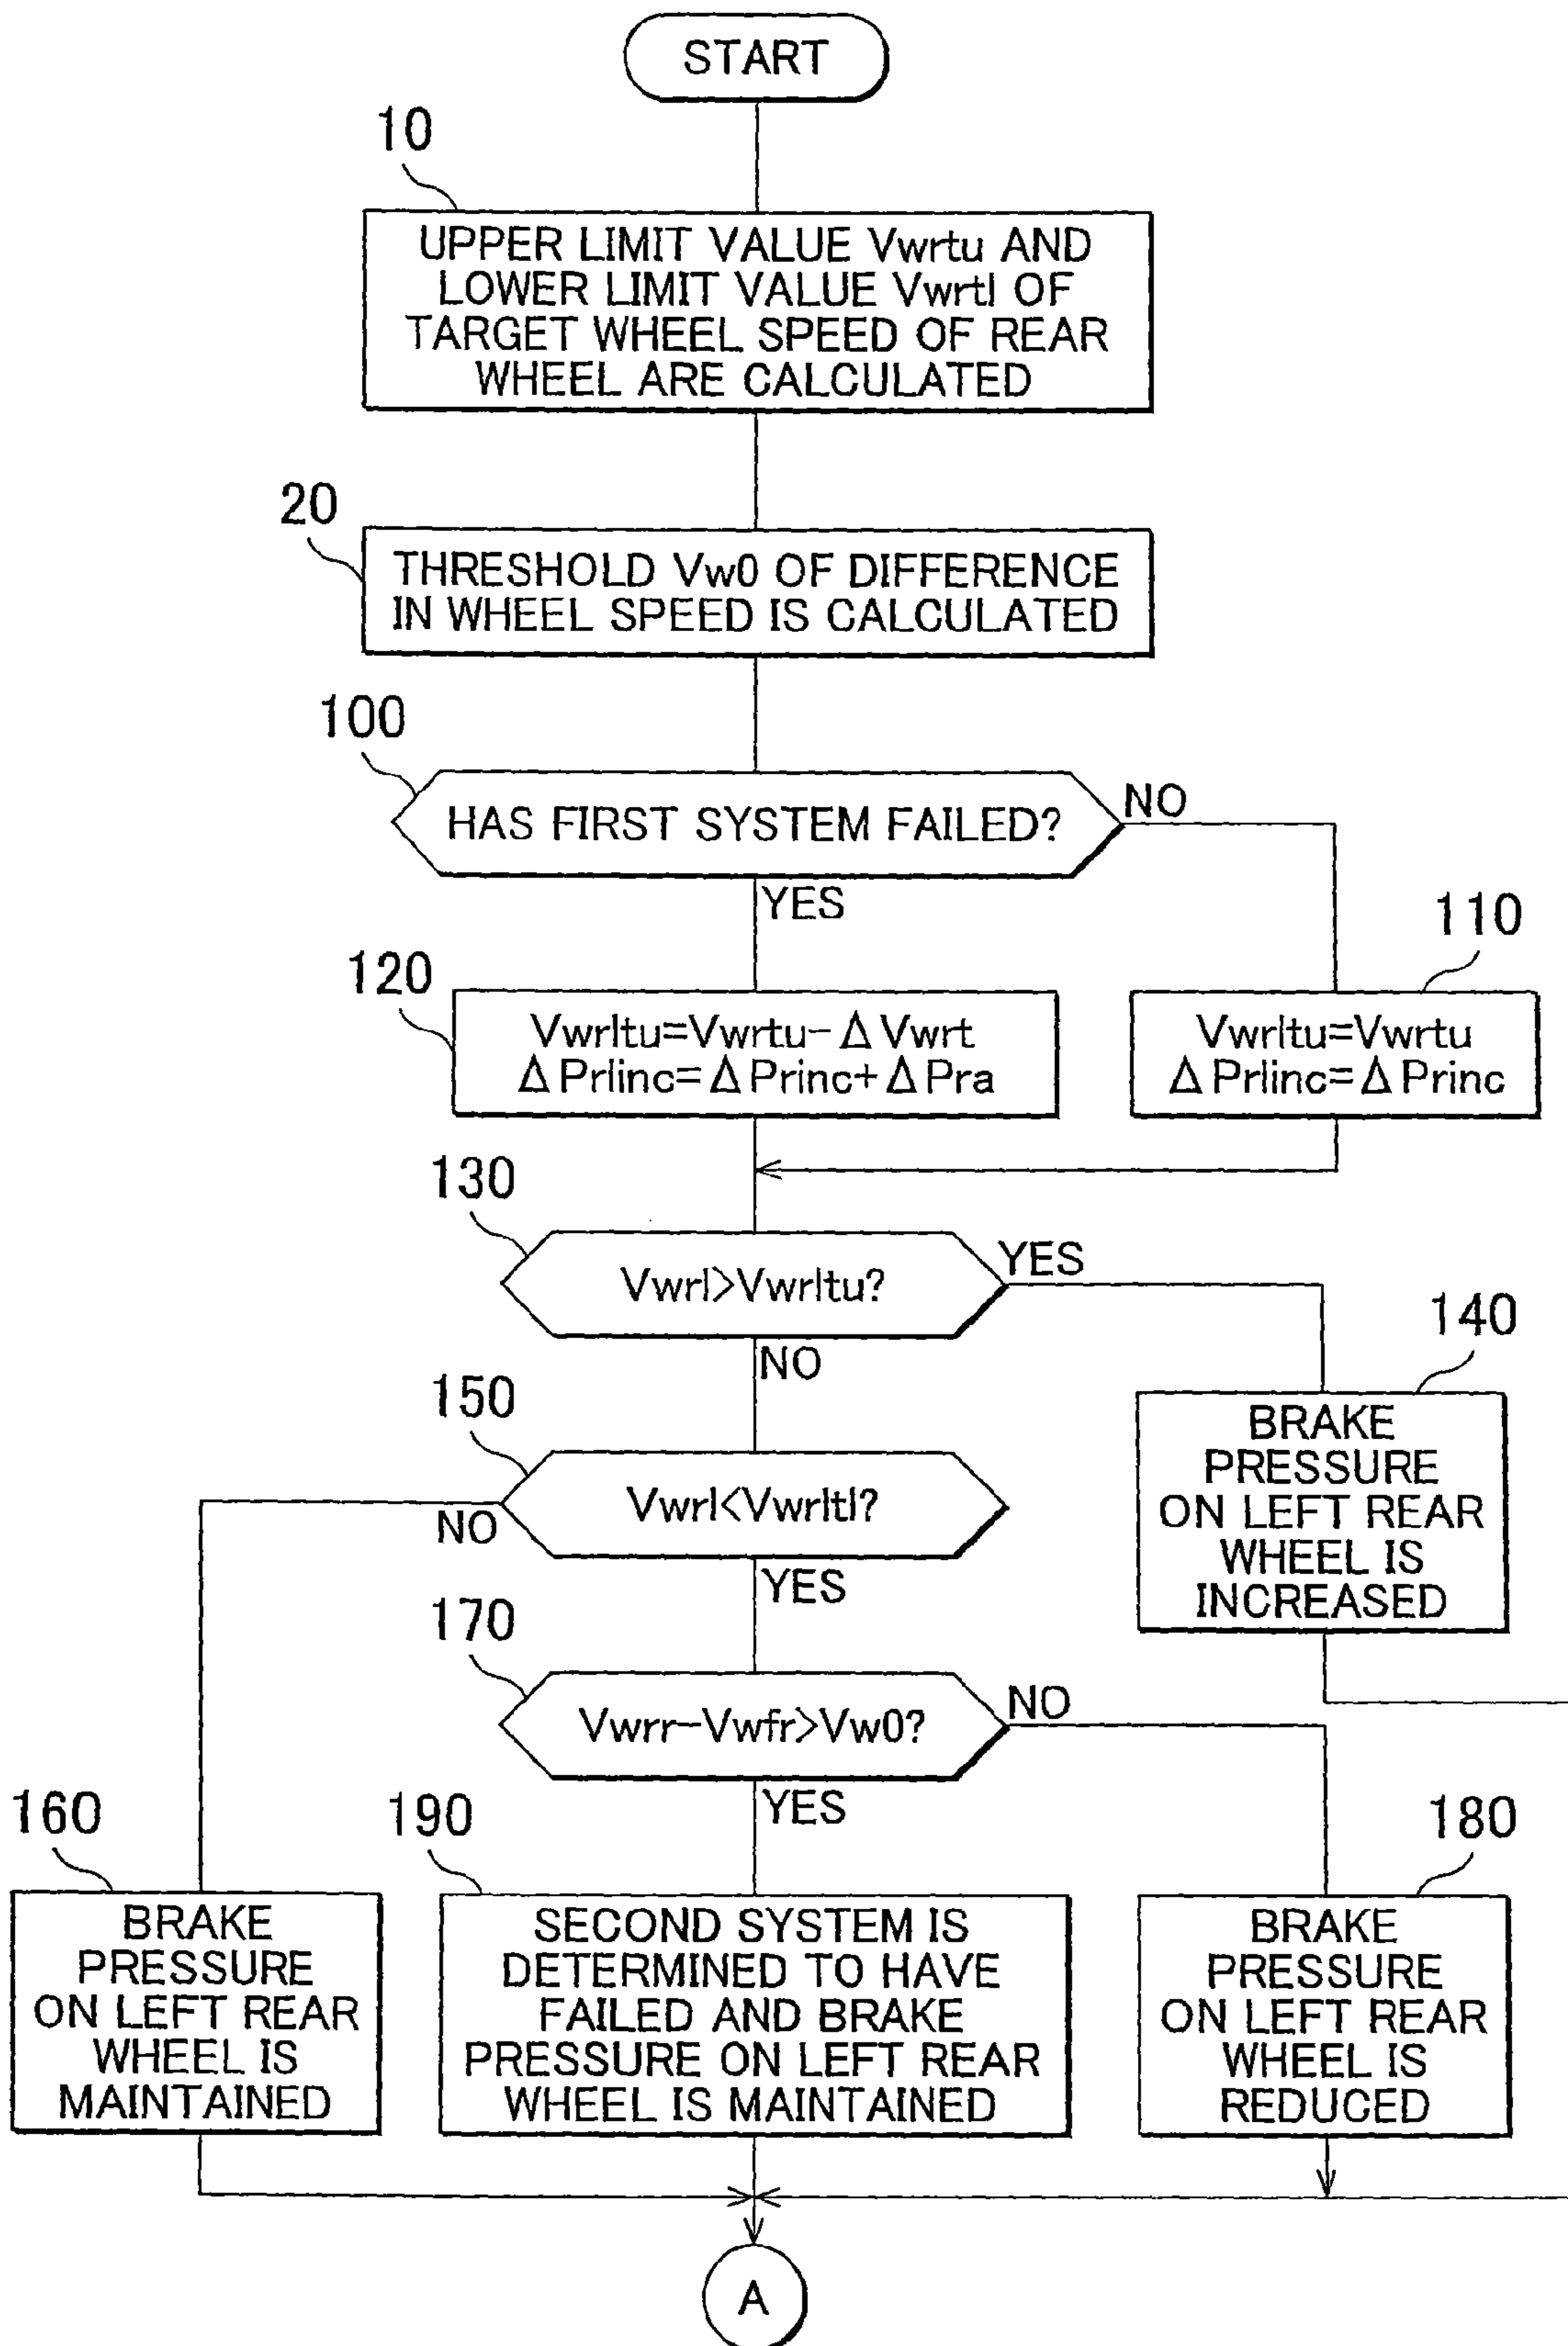 START
10
UPPER LIMIT VALUE Vwrtu AND
LOWER LIMIT VALUE Vwrtl OF
TARGET WHEEL SPEED OF REAR
WHEEL ARE CALCULATED
20
THRESHOLD Vw0 OF DIFFERENCE
IN WHEEL SPEED IS CALCULATED
100
HAS FIRST SYSTEM FAILED?
NO
YES
120
Vwrltu=Vwrtu-ΔVwrt
ΔPrlinc=ΔPrinc+ΔPra
110
Vwrltu=Vwrtu
ΔPrlinc=ΔPrinc
130
Vwrl>Vwrltu?
YES
NO
140
BRAKE
PRESSURE
ON LEFT REAR
WHEEL IS
INCREASED
150
Vwrl<Vwrltl?
NO
YES
170
Vwrr-Vwfr>Vw0?
NO
YES
160
BRAKE
PRESSURE
ON LEFT REAR
WHEEL IS
MAINTAINED
190
SECOND SYSTEM IS
DETERMINED TO HAVE
FAILED AND BRAKE
PRESSURE ON LEFT REAR
WHEEL IS MAINTAINED
180
BRAKE
PRESSURE
ON LEFT REAR
WHEEL IS
REDUCED
A